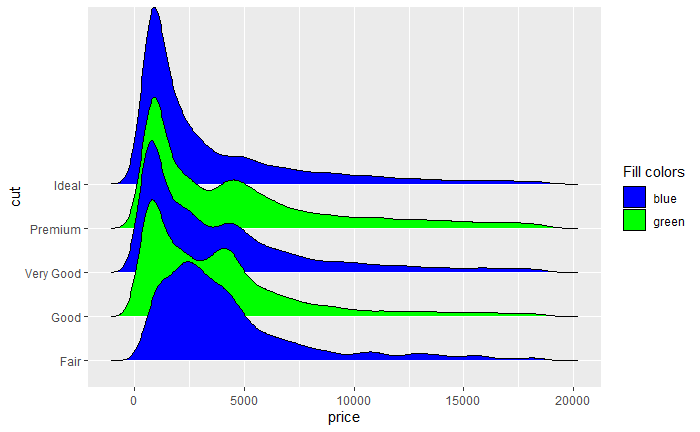 cut
Ideal
Premium
Very Good
Good
Fair
0 5000 10000 15000 20000
price
Fill colors
blue
green